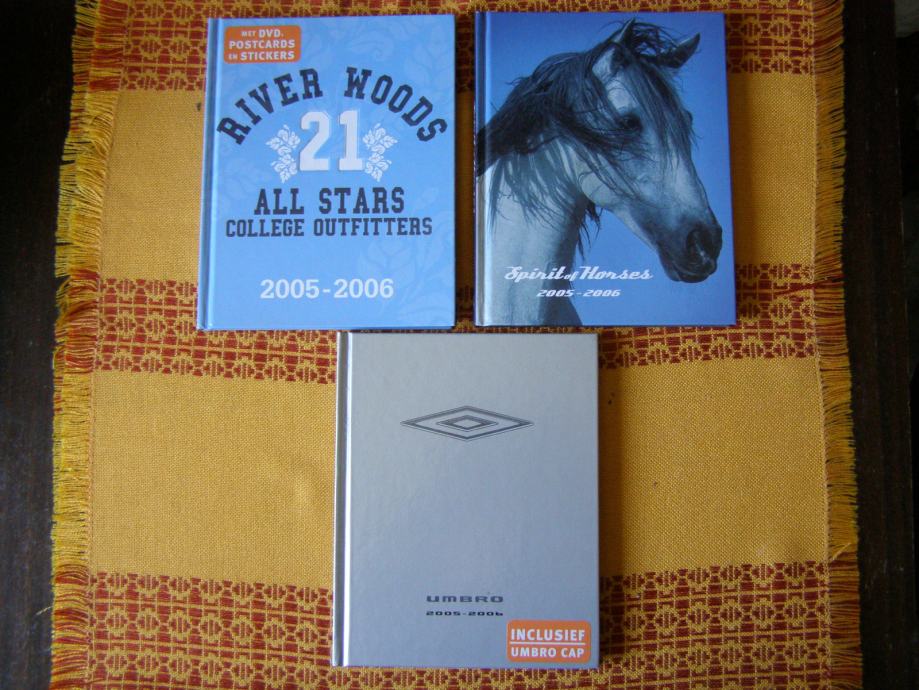 MET DVD,
POSTCARDS
EN STICKERS
RIVER WOODS
21
ALL STARS
COLLEGE OUTFITTERS
2005-2006
Spirit of Horses
2005-2006
UMBRO
2005-2006
INCLUSIEF
UMBRO CAP